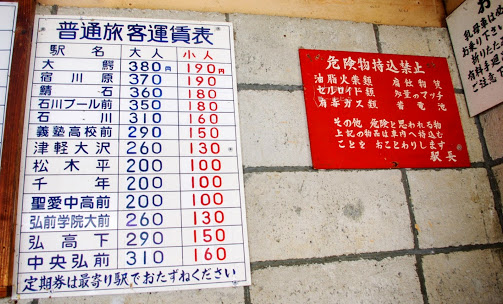 普通旅客運賃表
駅名 大人 小人
大鰐 380円 190円
宿川原 370 190
鯖石 360 180
石川プール前 350 180
石川 310 160
義塾高校前 290 150
津軽大沢 260 130
松木平 200 100
千年 200 100
聖愛中高前 200 100
弘前学院大前 260 130
弘高下 290 150
中央弘前 310 160
定期券は最寄り駅でおたずねください
危険物持込禁止
油脂火薬類 腐蝕物質
セルロイド類 多量のマッチ
有毒ガス類 蓄電池
その他 危険と思われる物
上記の物品は車内へ持込む
ことをおことわりします
駅長